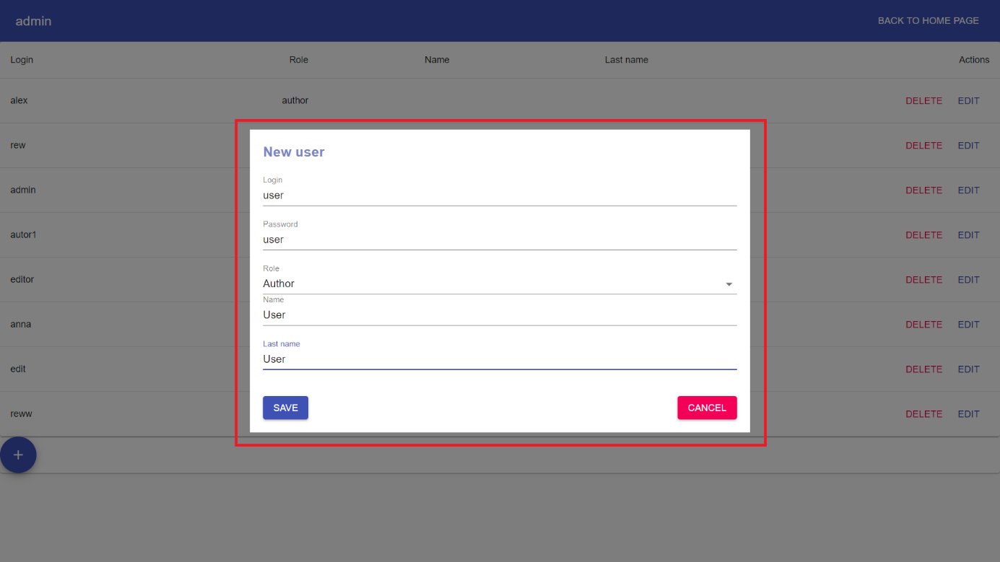 admin BACK TO HOME PAGE
Login Role Name Last name Actions
alex author DELETE EDIT
rew DELETE EDIT
admin DELETE EDIT
autor1 DELETE EDIT
editor DELETE EDIT
anna DELETE EDIT
edit DELETE EDIT
reww DELETE EDIT
+
New user
Login
user
Password
user
Role
Author
Name
User
Last name
User
SAVE CANCEL